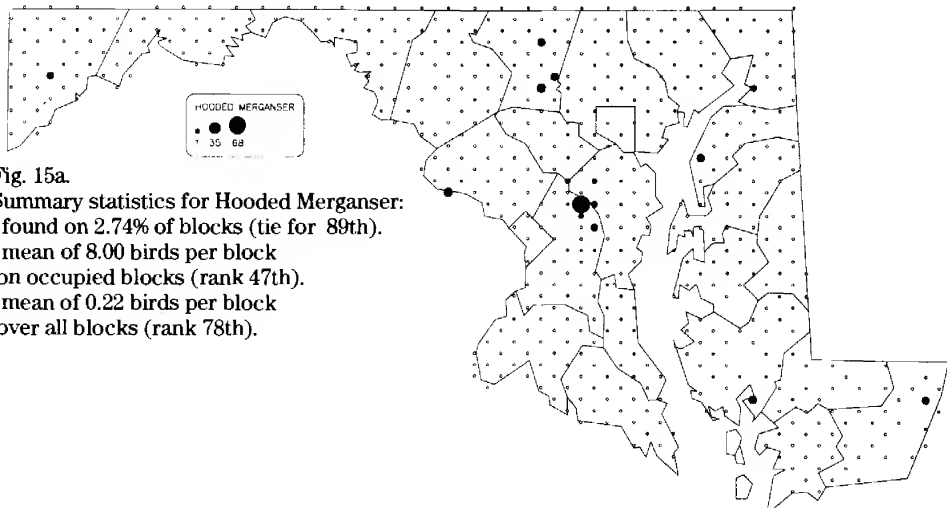 HOODED MERGANSER
1 35 68
Fig. 15a.
Summary statistics for Hooded Merganser:
found on 2.74% of blocks (tie for 89th).
mean of 8.00 birds per block
on occupied blocks (rank 47th).
mean of 0.22 birds per block
over all blocks (rank 78th).